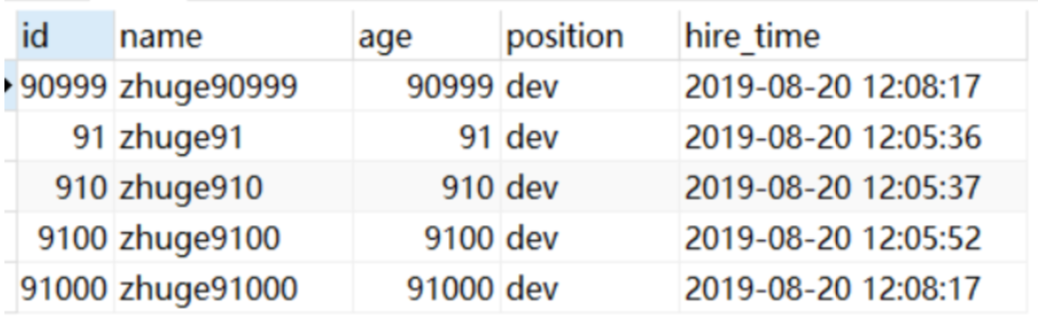 id name age position hire_time
90999 zhuge90999 90999 dev 2019-08-20 12:08:17
91 zhuge91 91 dev 2019-08-20 12:05:36
910 zhuge910 910 dev 2019-08-20 12:05:37
9100 zhuge9100 9100 dev 2019-08-20 12:05:52
91000 zhuge91000 91000 dev 2019-08-20 12:08:17